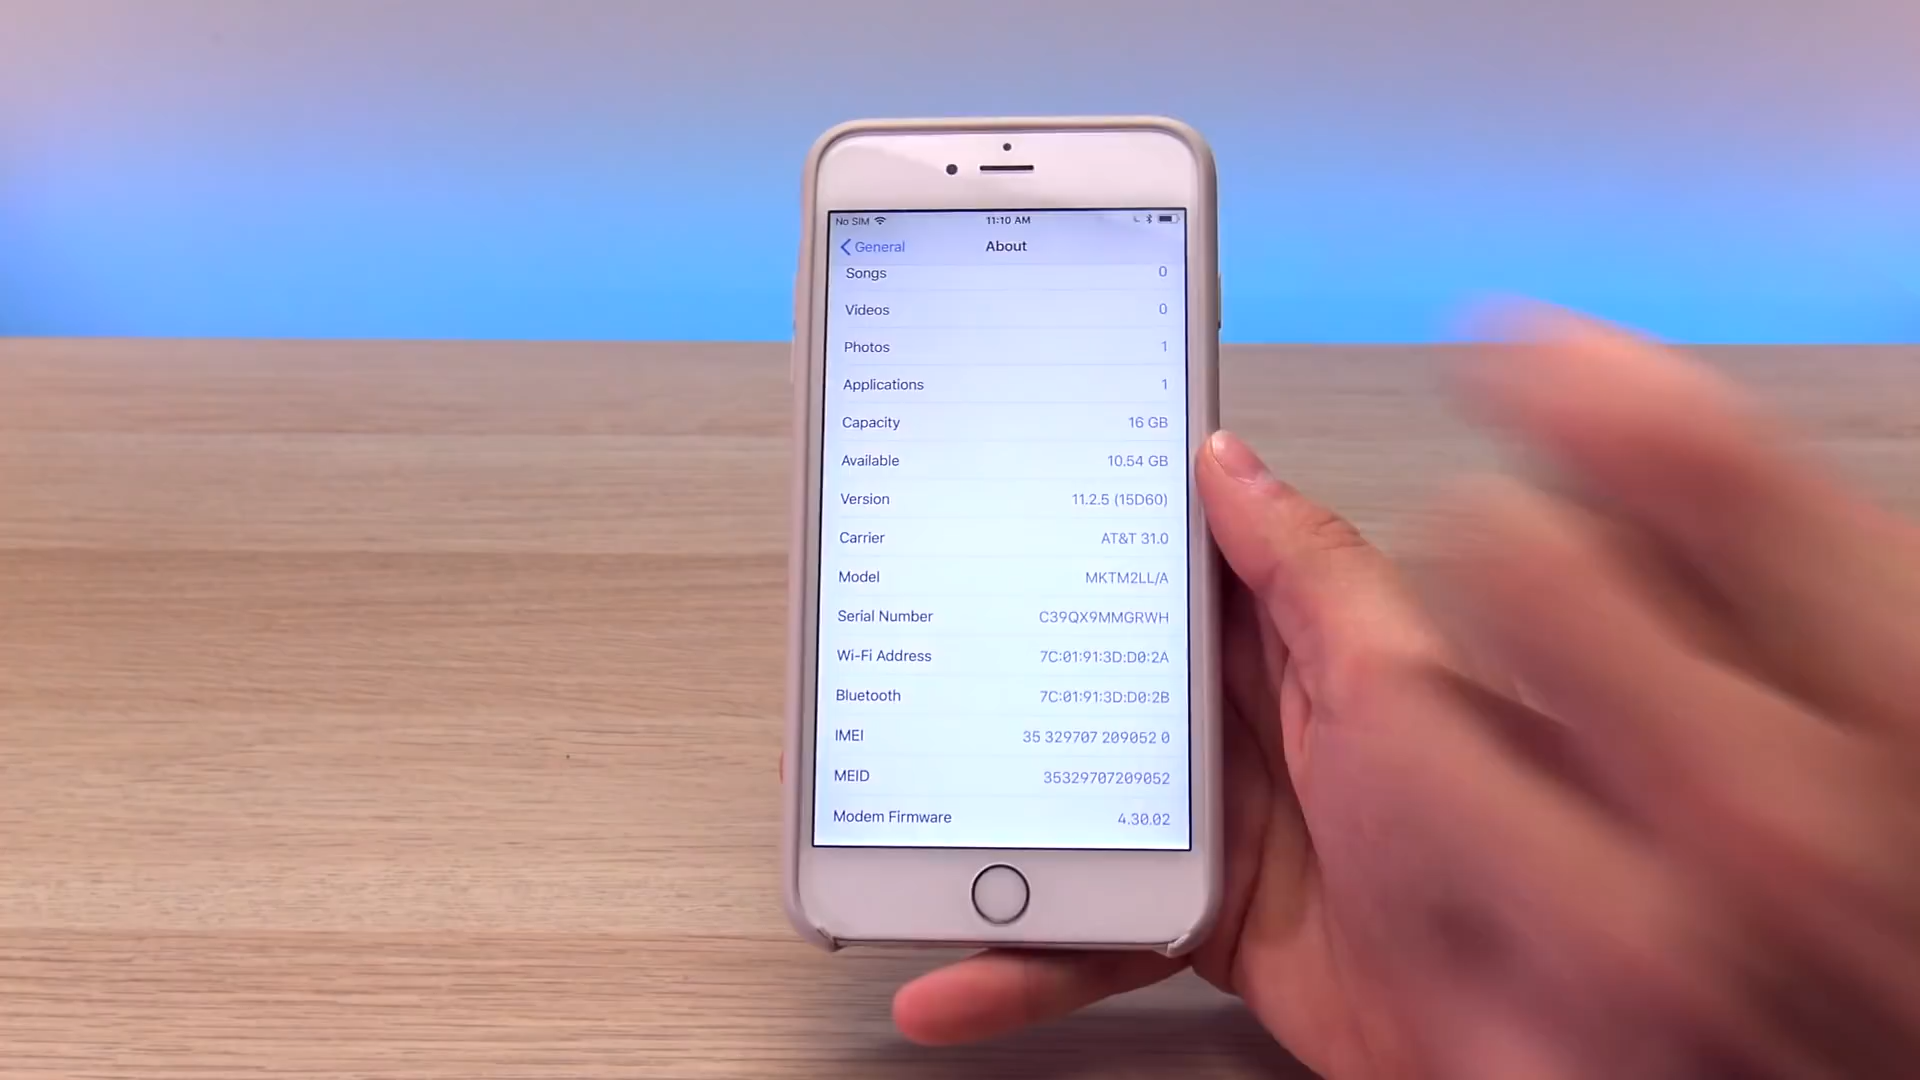 No SIM 11:10 AM
General About
Songs 0
Videos 0
Photos 1
Applications 1
Capacity 16 GB
Available 10.54 GB
Version 11.2.5 (15D60)
Carrier AT&T 31.0
Model MKTM2LL/A
Serial Number C39QX9MMGRWH
Wi-Fi Address 7C:01:91:3D:D0:2A
Bluetooth 7C:01:91:3D:D0:2B
IMEI 35 329707 209052 0
MEID 35329707209052
Modem Firmware 4.30.02